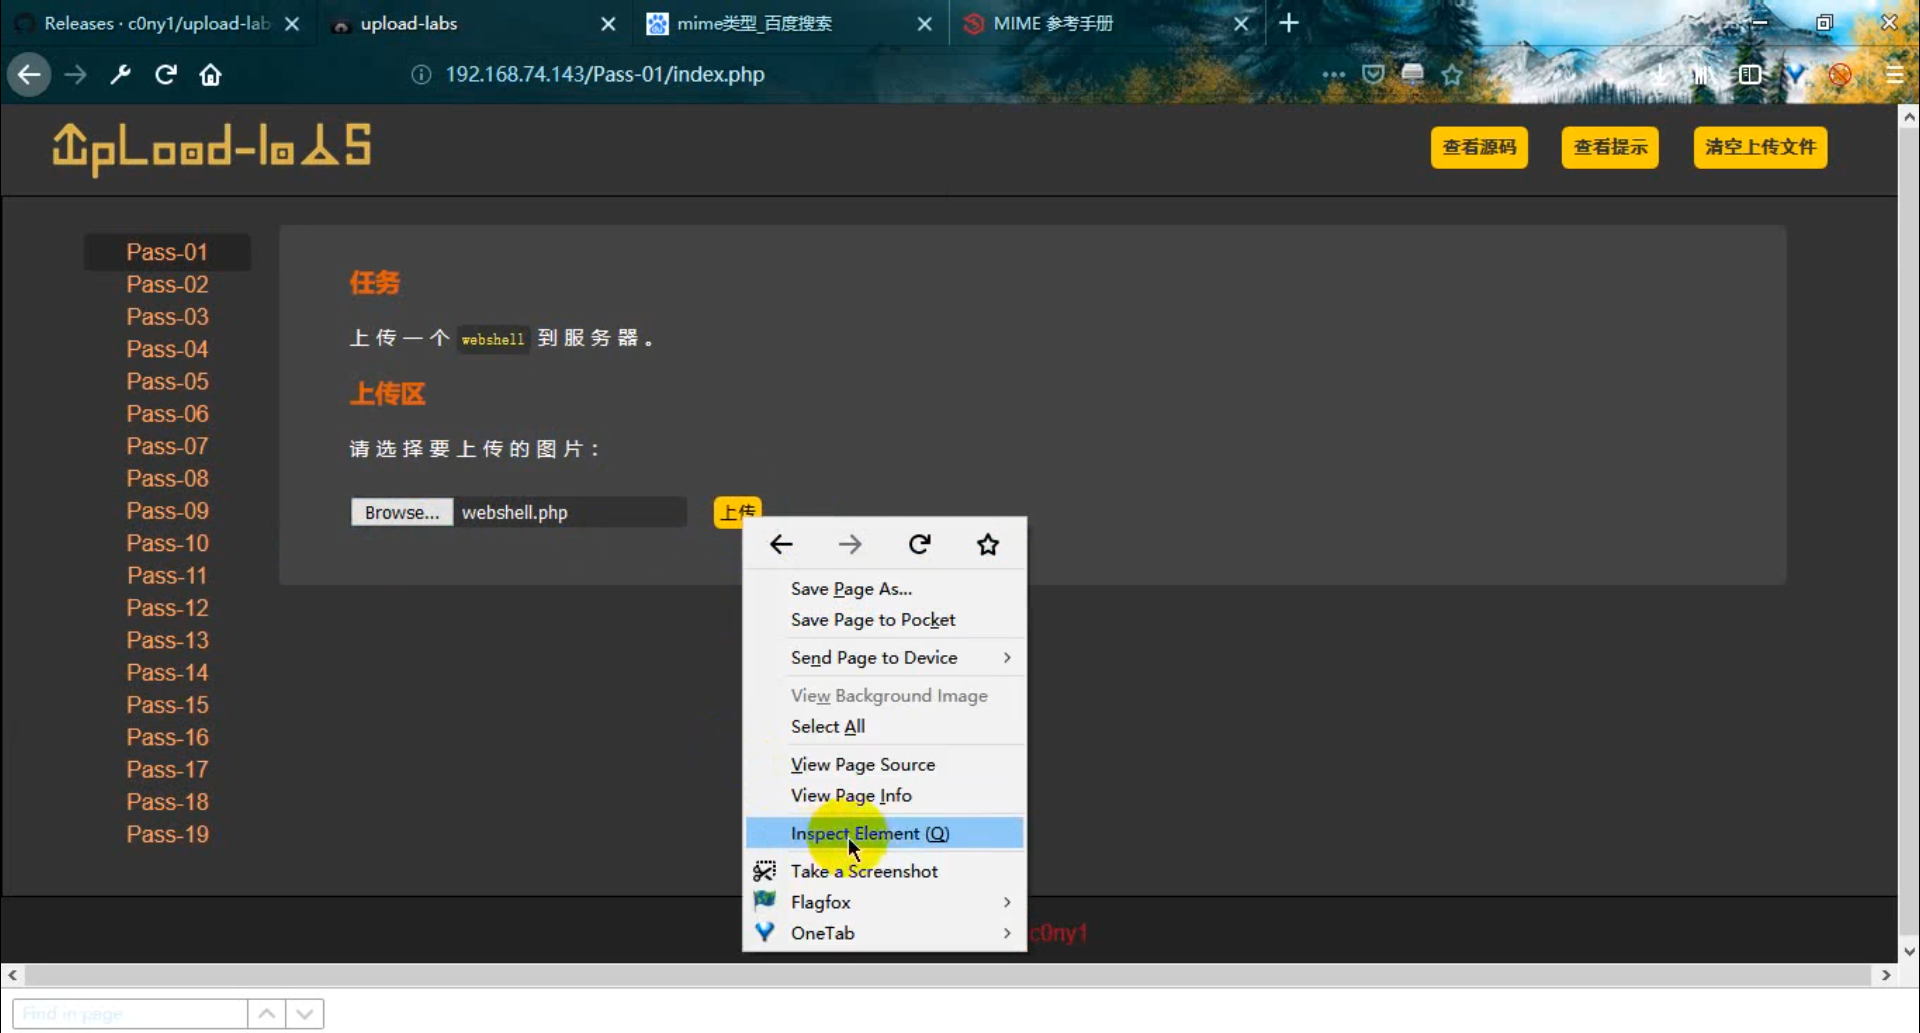 Releases · c0ny1/upload-lab
upload-labs
mime类型_百度搜索
MIME 参考手册
192.168.74.143/Pass-01/index.php
UpLoad-labs
查看源码
查看提示
清空上传文件
Pass-01
Pass-02
Pass-03
Pass-04
Pass-05
Pass-06
Pass-07
Pass-08
Pass-09
Pass-10
Pass-11
Pass-12
Pass-13
Pass-14
Pass-15
Pass-16
Pass-17
Pass-18
Pass-19
任务
上传一个 webshell 到服务器。
上传区
请选择要上传的图片：
Browse... webshell.php
上传
Save Page As...
Save Page to Pocket
Send Page to Device
View Background Image
Select All
View Page Source
View Page Info
Inspect Element (Q)
Take a Screenshot
Flagfox
OneTab
c0ny1
Find in page